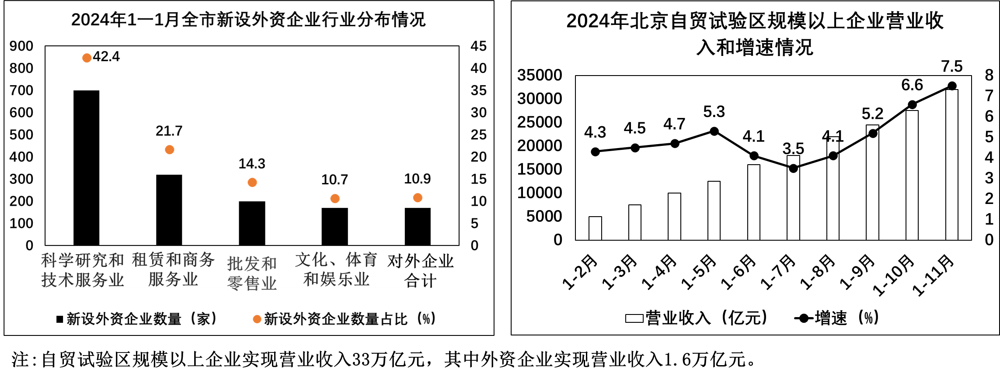 2024年1一1月全市新设外资企业行业分布情况
900
800
700
600
500
400
300
200
100
0
45
40
35
30
25
20
15
10
5
0
42.4
21.7
14.3
10.7
10.9
科学研究和
技术服务业
租赁和商务
服务业
批发和
零售业
文化、体育
和娱乐业
对外企业
合计
新设外资企业数量（家）
新设外资企业数量占比（%）
2024年北京自贸试验区规模以上企业营业收
入和增速情况
35000
30000
25000
20000
15000
10000
5000
0
8
7
6
5
4
3
2
1
0
4.3
4.5
4.7
5.3
4.1
3.5
4.1
5.2
6.6
7.5
1-2月
1-3月
1-4月
1-5月
1-6月
1-7月
1-8月
1-9月
1-10月
1-11月
营业收入（亿元）
增速（%）
注:自贸试验区规模以上企业实现营业收入33万亿元，其中外资企业实现营业收入1.6万亿元。